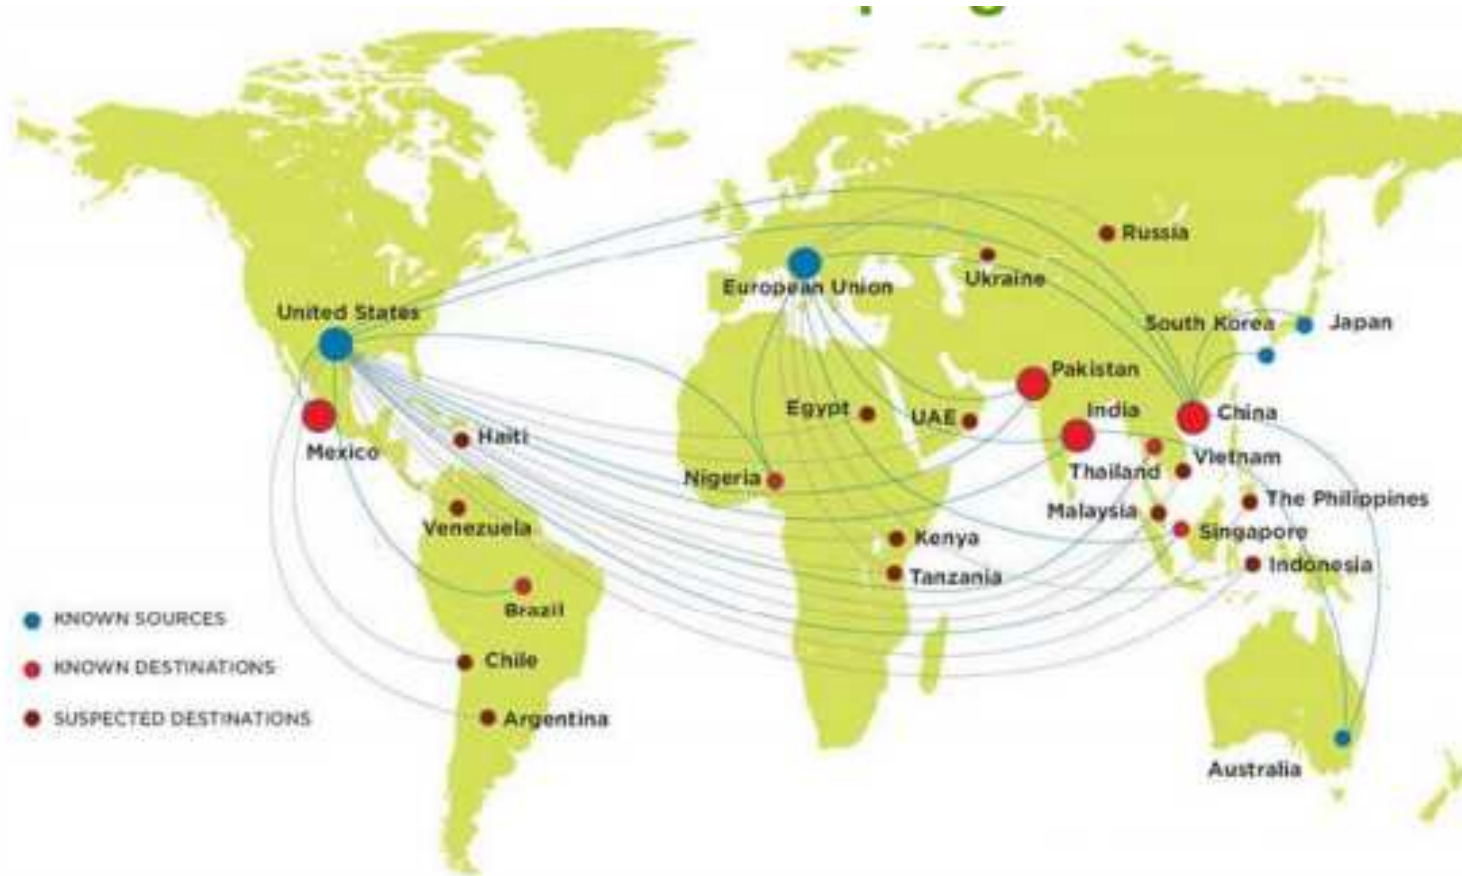 Russia
Ukraine
European Union
United States
South Korea
Japan
Pakistan
India
China
Egypt
UAE
Mexico
Haiti
Nigeria
Thailand
Vietnam
Malaysia
The Philippines
Venezuela
Kenya
Singapore
Indonesia
Tanzania
Brazil
KNOWN SOURCES
Chile
KNOWN DESTINATIONS
SUSPECTED DESTINATIONS
Argentina
Australia